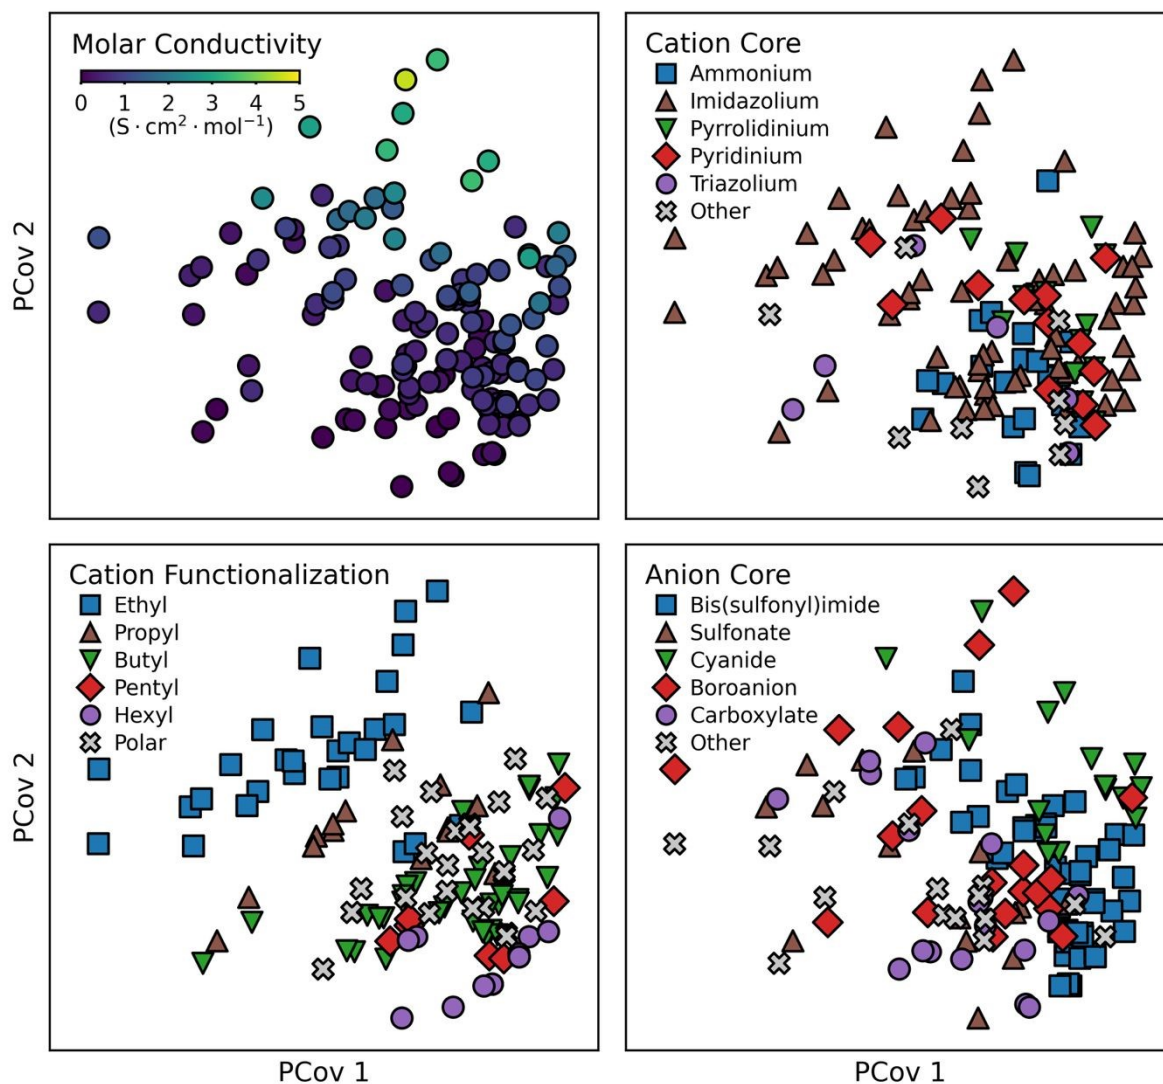 Molar Conductivity
0 1 2 3 4 5
(S · cm² · mol⁻¹)
PCov 2
Cation Core
Ammonium
Imidazolium
Pyrrolidinium
Pyridinium
Triazolium
Other
Cation Functionalization
Ethyl
Propyl
Butyl
Pentyl
Hexyl
Polar
PCov 2
PCov 1
Anion Core
Bis(sulfonyl)imide
Sulfonate
Cyanide
Boroanion
Carboxylate
Other
PCov 1